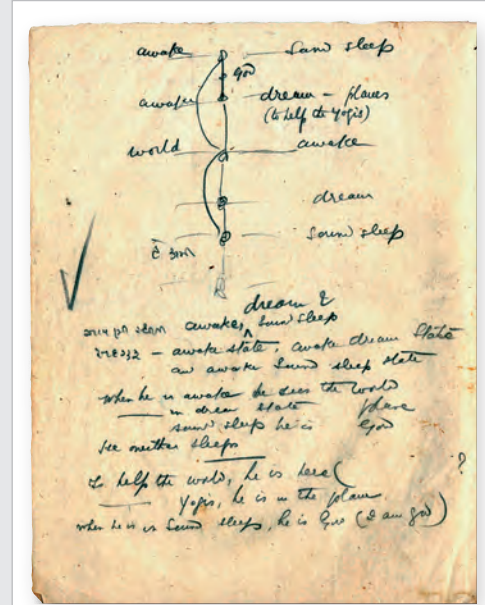 awake sound sleep
god
awake dream - planes
(to help the yogis)
world awake
dream
sound sleep
dream &
awake, sound sleep
- awake state, awake dream state
an awake sound sleep state
when he is awake he sees the world
in dream state plane
sound sleep he is God
he neither sleeps
To help the world, he is here (
Yogis, he is in the plane ?
when he is in sound sleep, he is God (I am god)